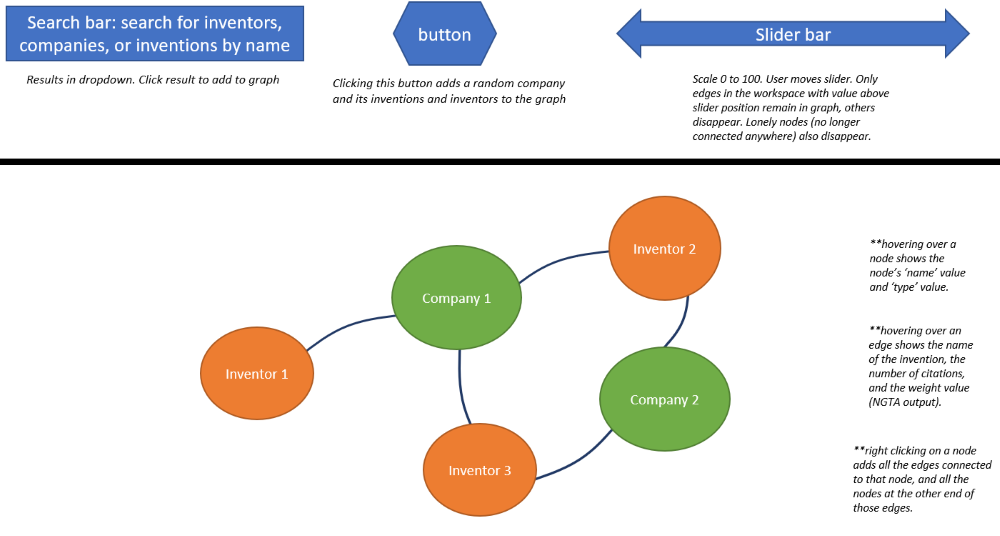 Search bar: search for inventors,
companies, or inventions by name
Results in dropdown. Click result to add to graph
button
Clicking this button adds a random company
and its inventions and inventors to the graph
Slider bar
Scale 0 to 100. User moves slider. Only
edges in the workspace with value above
slider position remain in graph, others
disappear. Lonely nodes (no longer
connected anywhere) also disappear.
Inventor 2
Company 1
Inventor 1
Company 2
Inventor 3
**hovering over a
node shows the
node's 'name' value
and 'type' value.
**hovering over an
edge shows the name
of the invention, the
number of citations,
and the weight value
(NGTA output).
**right clicking on a node
adds all the edges connected
to that node, and all the
nodes at the other end of
those edges.